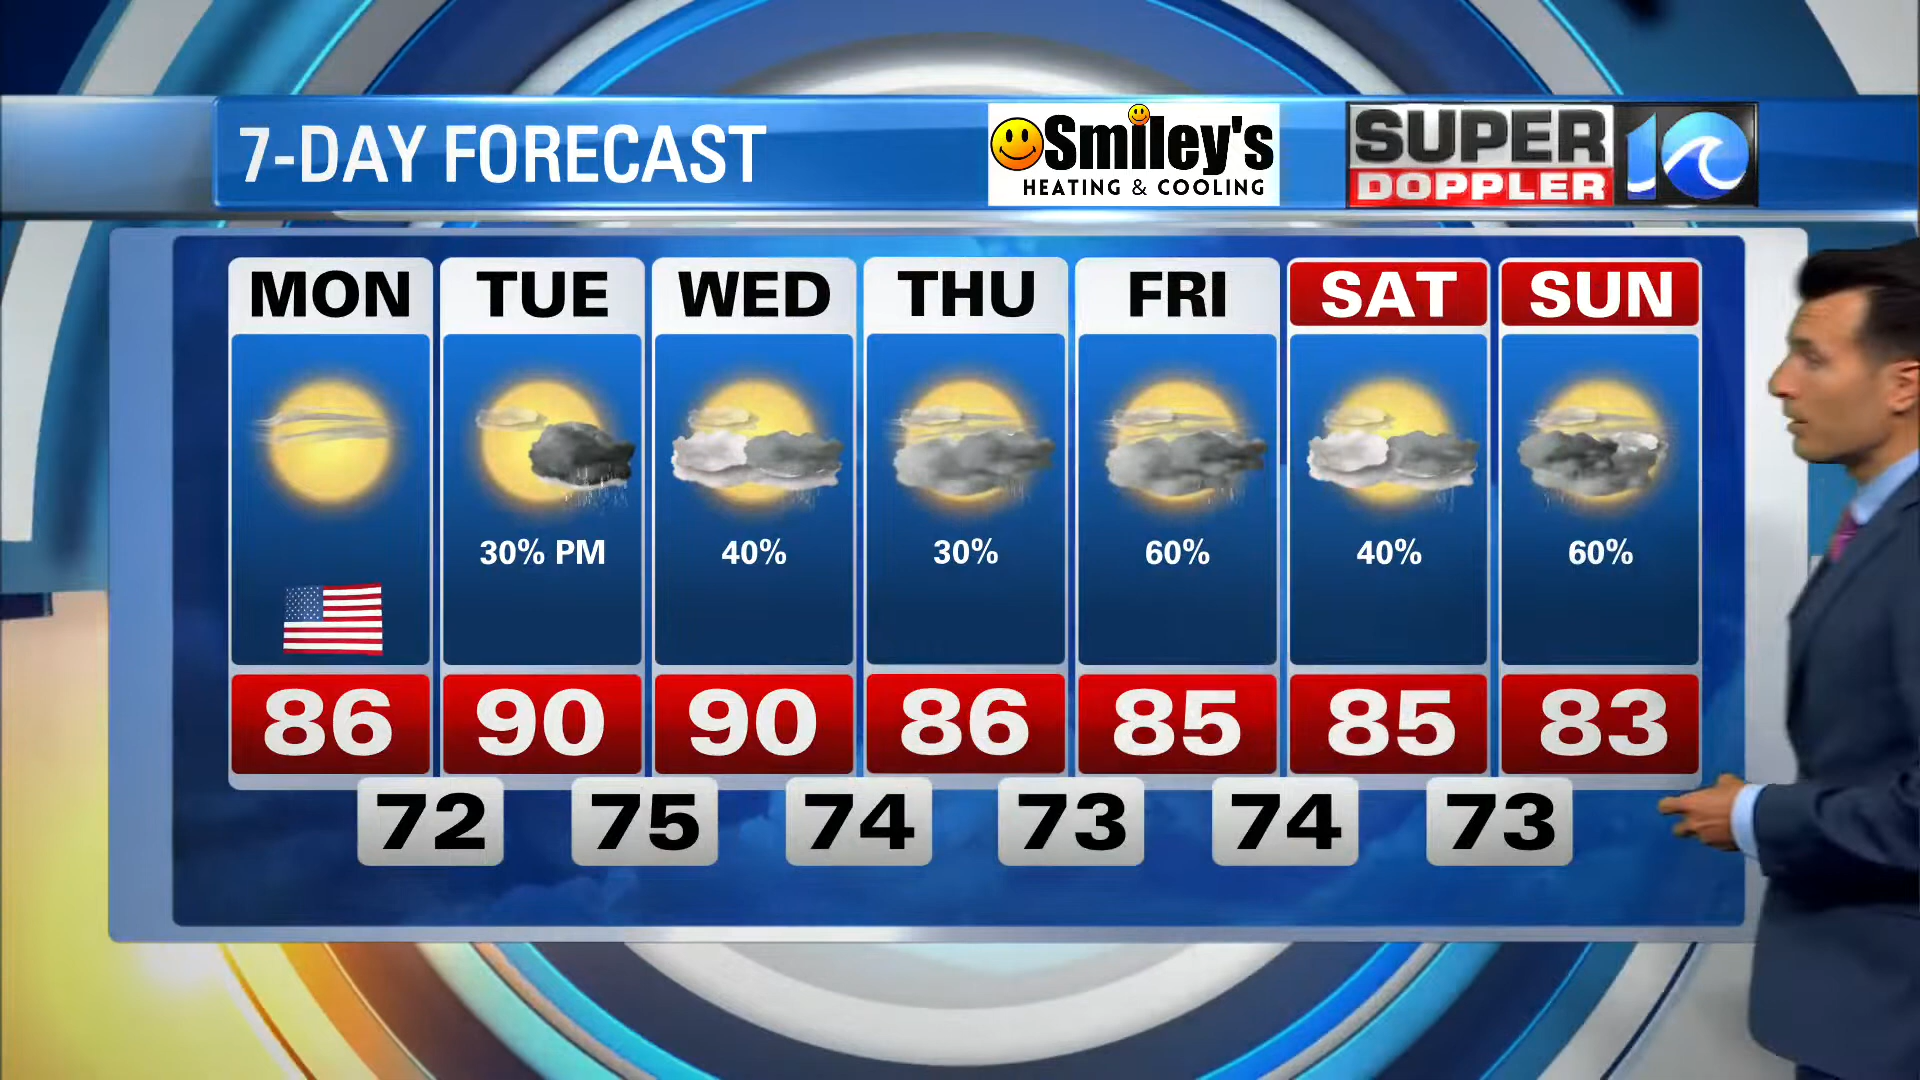 7-DAY FORECAST
Smiley's
HEATING & COOLING
SUPER
DOPPLER
10
MON TUE WED THU FRI SAT SUN
30% PM 40% 30% 60% 40% 60%
86 90 90 86 85 85 83
72 75 74 73 74 73